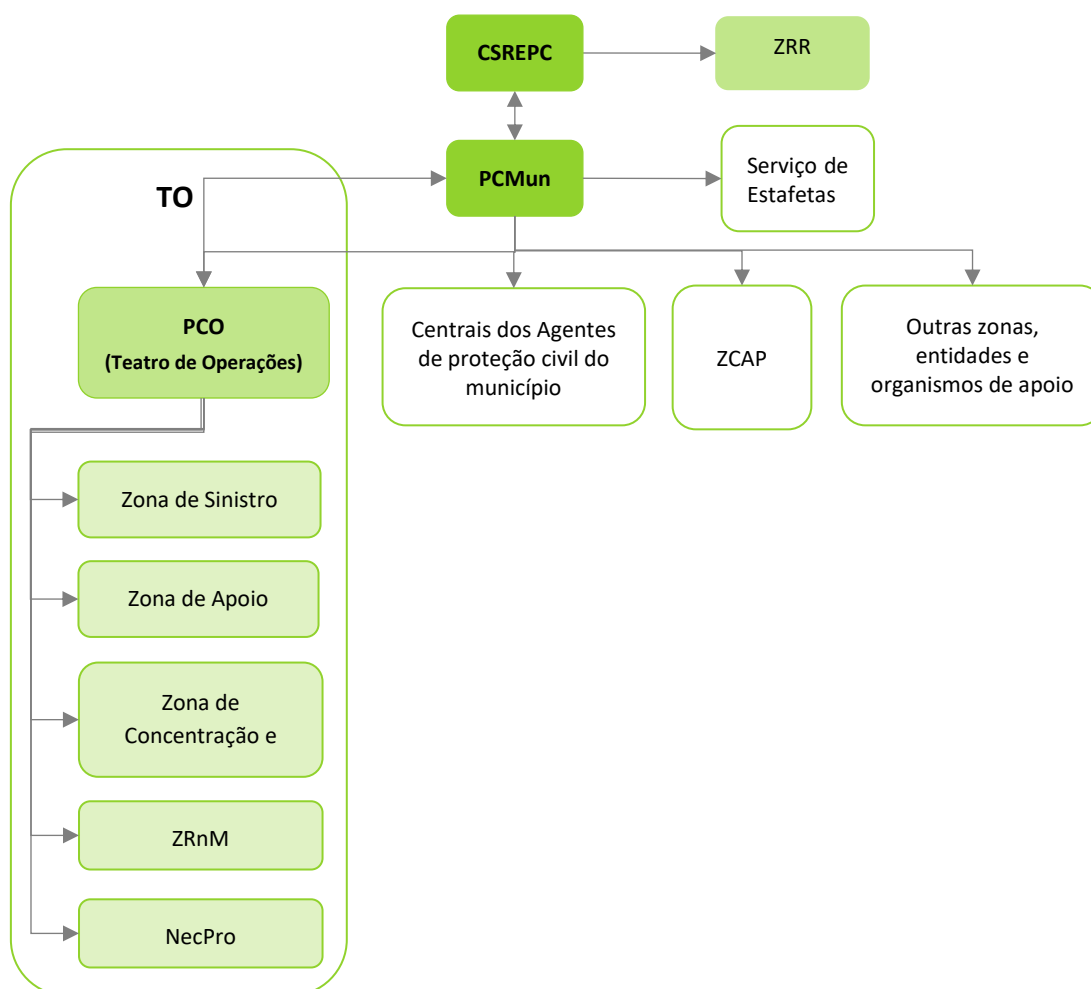 CSREPC
ZRR
PCMun
Serviço de
Estafetas
TO
PCO
(Teatro de Operações)
Centrais dos Agentes
de proteção civil do
município
ZCAP
Outras zonas,
entidades e
organismos de apoio
Zona de Sinistro
Zona de Apoio
Zona de
Concentração e
ZRnM
NecPro